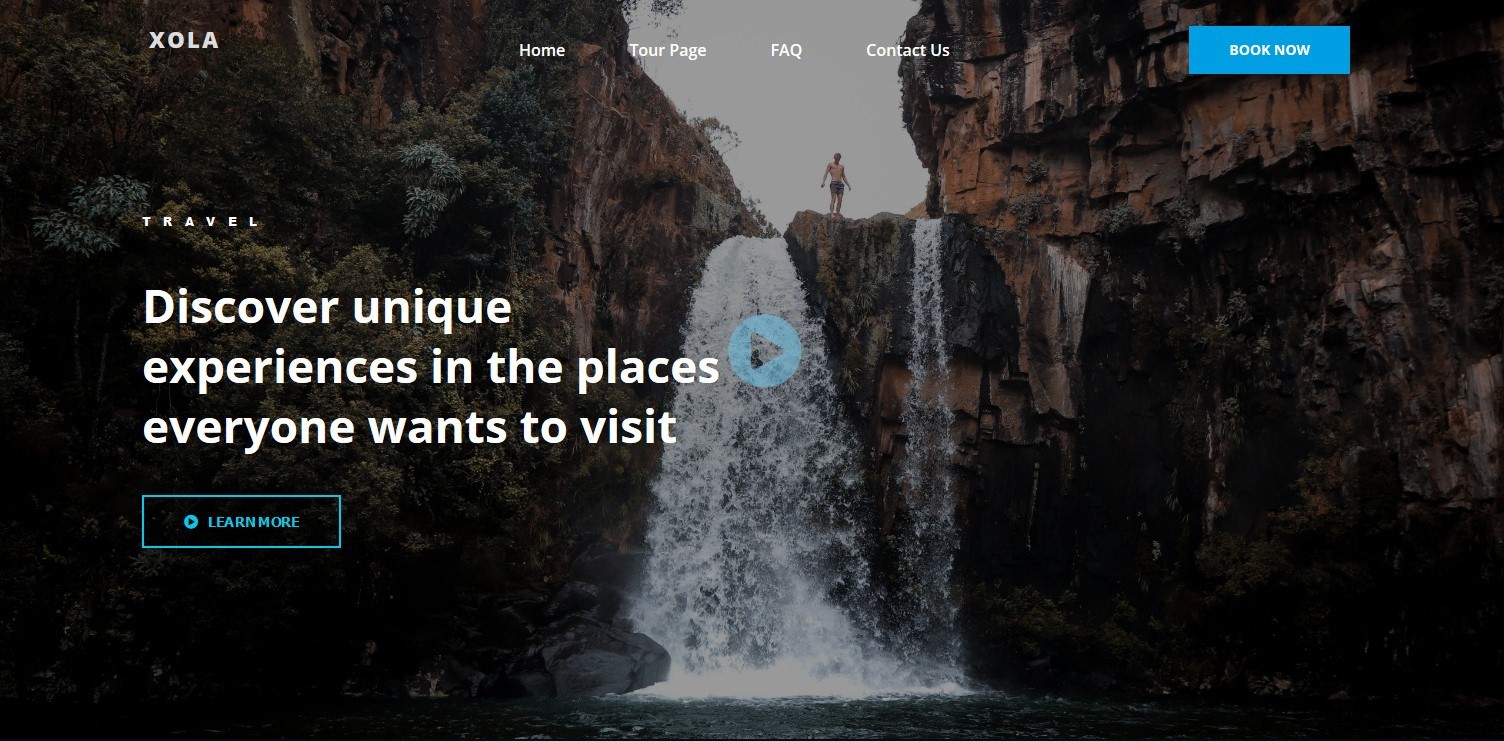 XOLA
Home
Tour Page
FAQ
Contact Us
BOOK NOW
TRAVEL
Discover unique
experiences in the places
everyone wants to visit
LEARN MORE